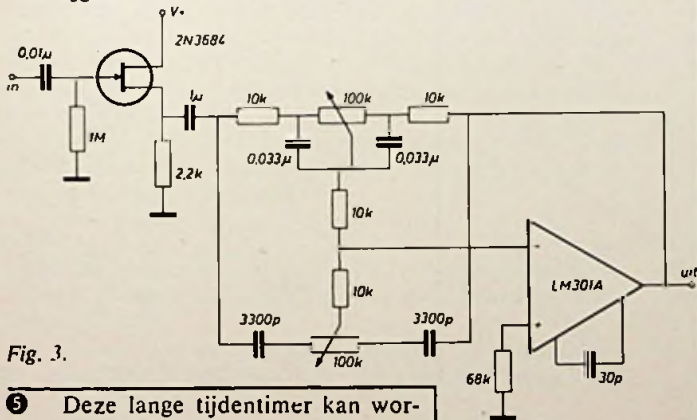 V+
2N3684
0,01μ
in
1M
1μ
2,2k
10k
100k
10k
0,033μ
0,033μ
10k
10k
3300p
3300p
100k
LM301A
-
+
uit
68k
30p
Fig. 3.
❺ Deze lange tijdentimer kan wor-